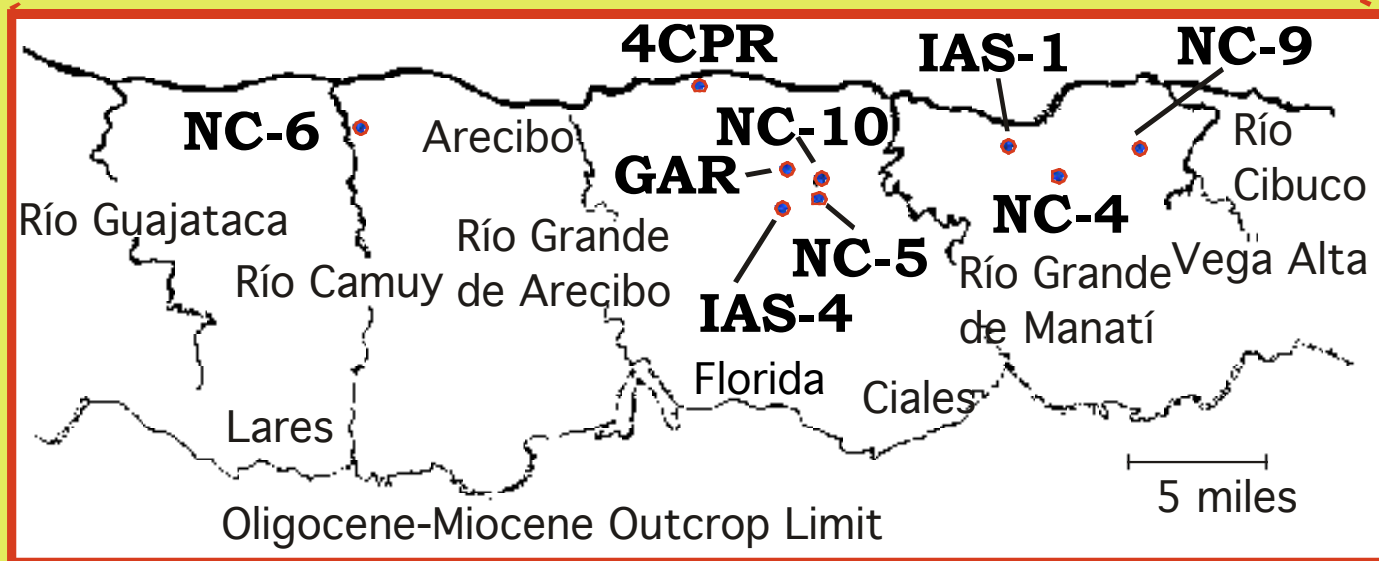 4CPR
IAS-1
NC-9
NC-6
Arecibo
NC-10
Río
Cibuco
GAR
Río Guajataca
Río Grande
de Arecibo
NC-4
NC-5
Vega Alta
Río Camuy
Río Grande
de Manatí
IAS-4
Florida
Ciales
Lares
5 miles
Oligocene-Miocene Outcrop Limit